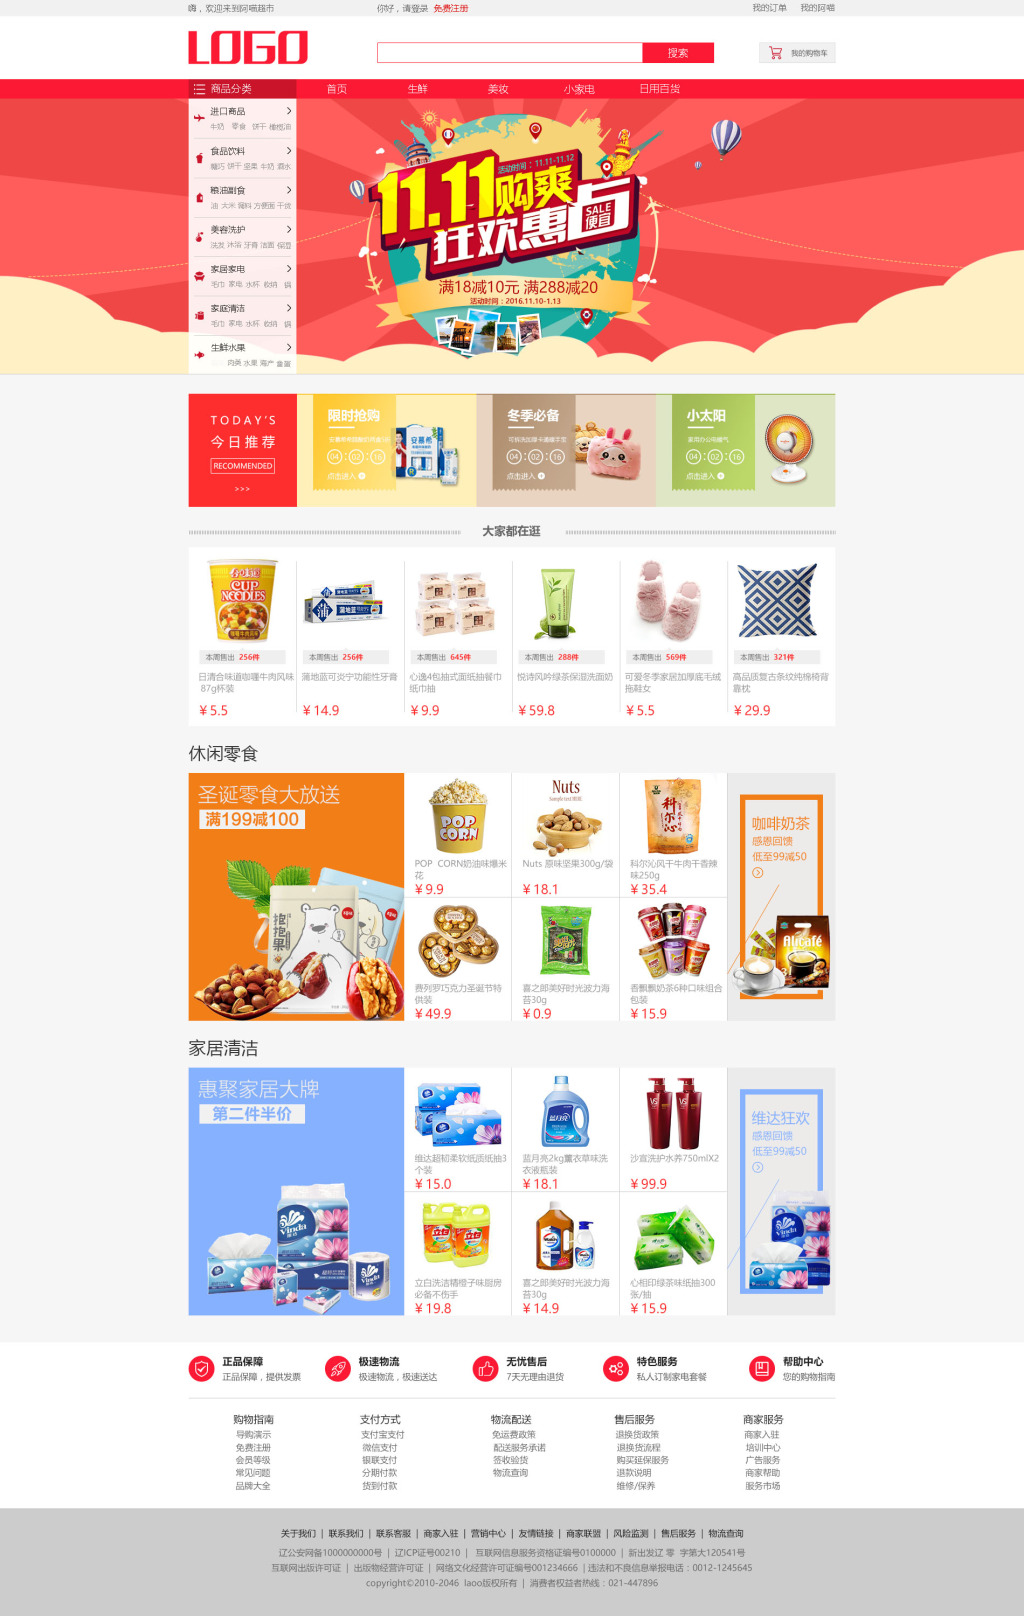 嗨，欢迎来到阿喵超市
你好，请登录 免费注册
我的订单 我的阿喵
LOGO
搜索
我的购物车
商品分类 首页 生鲜 美妆 小家电 日用百货
进口商品
牛奶 零食 饼干 橄榄油
食品饮料
糖巧 饼干 坚果 牛奶 酒水
粮油副食
油 大米 调料 方便面 干货
美容洗护
洗发 沐浴 牙膏 洁面 保湿
家居家电
毛巾 家电 水杯 收纳 锅
家庭清洁
毛巾 家电 水杯 收纳 锅
生鲜水果
肉类 水果 海产
活动时间：11.11-11.12
11.11购爽
狂欢惠
SALE
便宜
满18减10元 满288减20
活动时间：2016.11.10-1.13
TODAY'S
今日推荐
RECOMMENDED
>>>
限时抢购
04 : 02 : 16
点击进入
安慕希
冬季必备
04 : 02 : 16
点击进入
小太阳
04 : 02 : 16
点击进入
大家都在逛
CUP NOODLES
本周售出 256件
日清合味道咖喱牛肉风味
87g杯装
¥ 5.5
本周售出 256件
蒲地蓝可炎宁功能性牙膏
¥ 14.9
本周售出 645件
心逸4包抽式面纸抽餐巾
纸巾抽
¥ 9.9
本周售出 288件
悦诗风吟绿茶保湿洗面奶
¥ 59.8
本周售出 569件
可爱冬季家居加厚底毛绒
拖鞋女
¥ 5.5
本周售出 321件
高品质复古条纹纯棉椅背
靠枕
¥ 29.9
休闲零食
圣诞零食大放送
满199减100
抱抱果
POP CORN
POP CORN奶油味爆米
花
¥ 9.9
Nuts
Nuts 原味坚果300g/袋
¥ 18.1
科尔沁
科尔沁风干牛肉干香辣
味250g
¥ 35.4
费列罗巧克力圣诞节特
供装
¥ 49.9
喜之郎美好时光波力海
苔30g
¥ 0.9
香飘飘奶茶6种口味组合
包装
¥ 15.9
咖啡奶茶
感恩回馈
低至99减50
Alicafé
家居清洁
惠聚家居大牌
第二件半价
Vinda
Vinda
维达超韧柔软纸质纸抽3
个装
¥ 15.0
蓝月亮
蓝月亮2kg薰衣草味洗
衣液瓶装
¥ 18.1
VS
沙宣洗护水养750mlX2
¥ 99.9
立白
立白洗洁精橙子味厨房
必备不伤手
¥ 19.8
喜之郎美好时光波力海
苔30g
¥ 14.9
心相印绿茶味纸抽300
张/抽
¥ 15.9
维达狂欢
感恩回馈
低至99减50
正品保障
正品保障，提供发票
极速物流
极速物流，极速送达
无忧售后
7天无理由退货
特色服务
私人订制家电套餐
帮助中心
您的购物指南
购物指南
导购演示
免费注册
会员等级
常见问题
品牌大全
支付方式
支付宝支付
微信支付
银联支付
分期付款
货到付款
物流配送
免运费政策
配送服务承诺
签收验货
物流查询
售后服务
退换货政策
退换货流程
购买延保服务
退款说明
维修/保养
商家服务
商家入驻
培训中心
广告服务
商家帮助
服务市场
关于我们 | 联系我们 | 联系客服 | 商家入驻 | 营销中心 | 友情链接 | 商家联盟 | 风险监测 | 售后服务 | 物流查询
辽公安网备1000000000号 | 辽ICP证号00210 | 互联网信息服务资格证编号0100000 | 新出发辽 零 字第大120541号
互联网出版许可证 | 出版物经营许可证 | 网络文化经营许可证编号001234666 | 违法和不良信息举报电话：0012-1245645
copyright©2010-2046 laoo版权所有 | 消费者权益者热线：021-447896